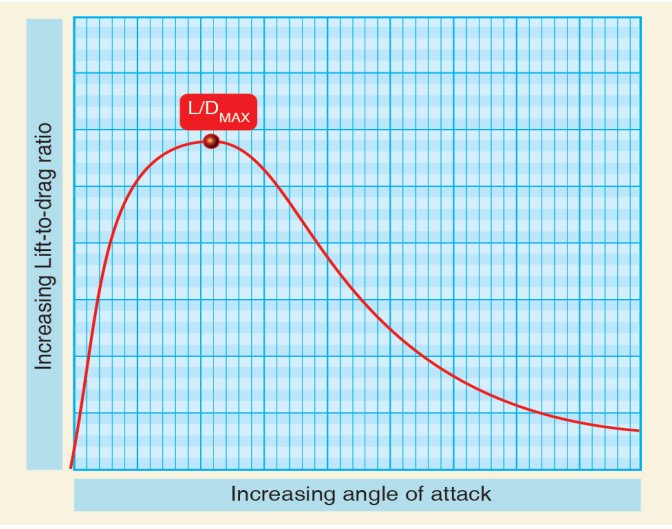 L/DMAX
Increasing Lift-to-drag ratio
Increasing angle of attack